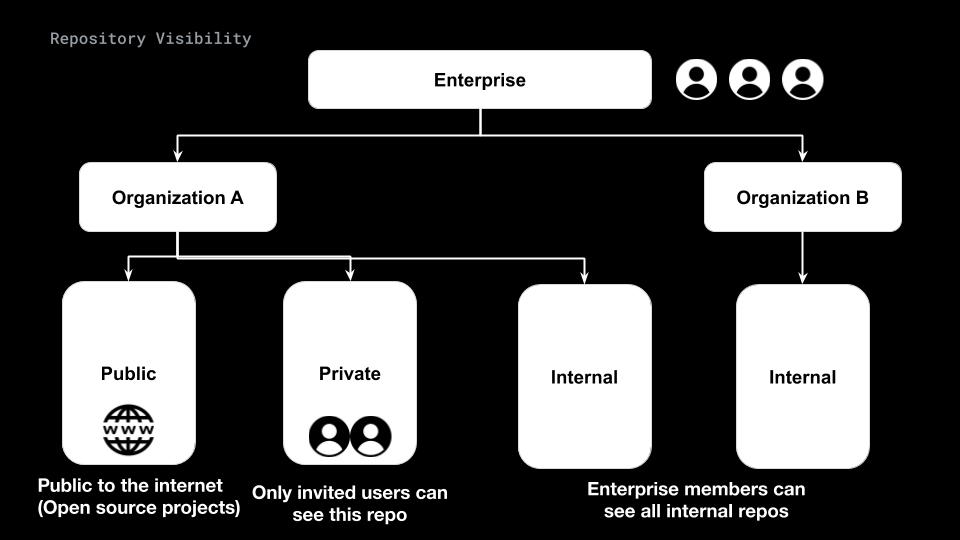 Repository Visibility
Enterprise
Organization A
Organization B
Public
Private
Internal
Internal
WWW
Public to the internet
(Open source projects)
Only invited users can
see this repo
Enterprise members can
see all internal repos